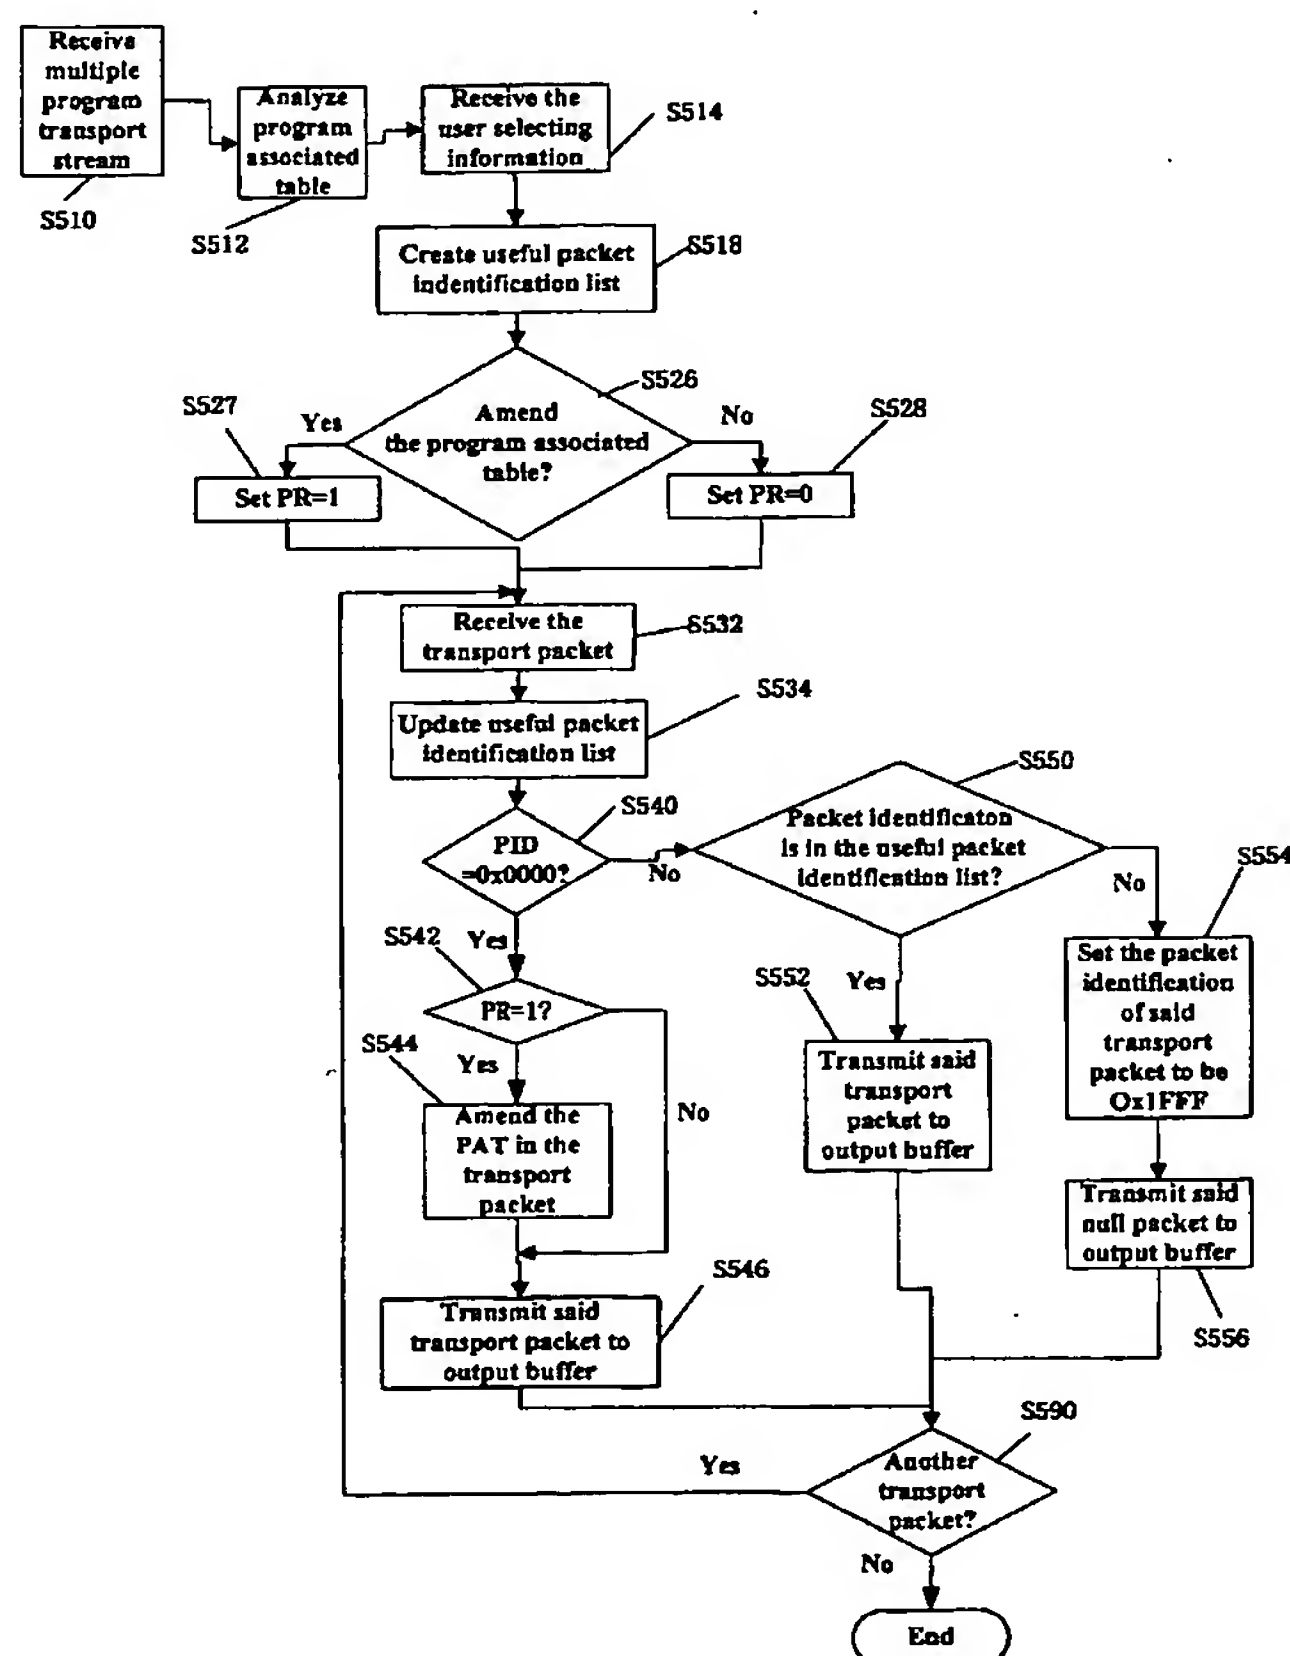 Receive
multiple
program
transport
stream
S510
Analyze
program
associated
table
S512
Receive the
user selecting
information
S514
Create useful packet
indentification list
S518
Amend
the program associated
table?
S526
Yes
No
S527
Set PR=1
S528
Set PR=0
Receive the
transport packet
S532
Update useful packet
identification list
S534
PID
=0x0000?
S540
No
Yes
Packet identificaton
is in the useful packet
identification list?
S550
No
Yes
S542
PR=1?
Yes
No
S544
Amend the
PAT in the
transport
packet
S552
Transmit said
transport
packet to
output buffer
S554
Set the packet
identification
of said
transport
packet to be
Ox1FFF
Transmit said
null packet to
output buffer
S556
S546
Transmit said
transport packet to
output buffer
S590
Another
transport
packet?
Yes
No
End